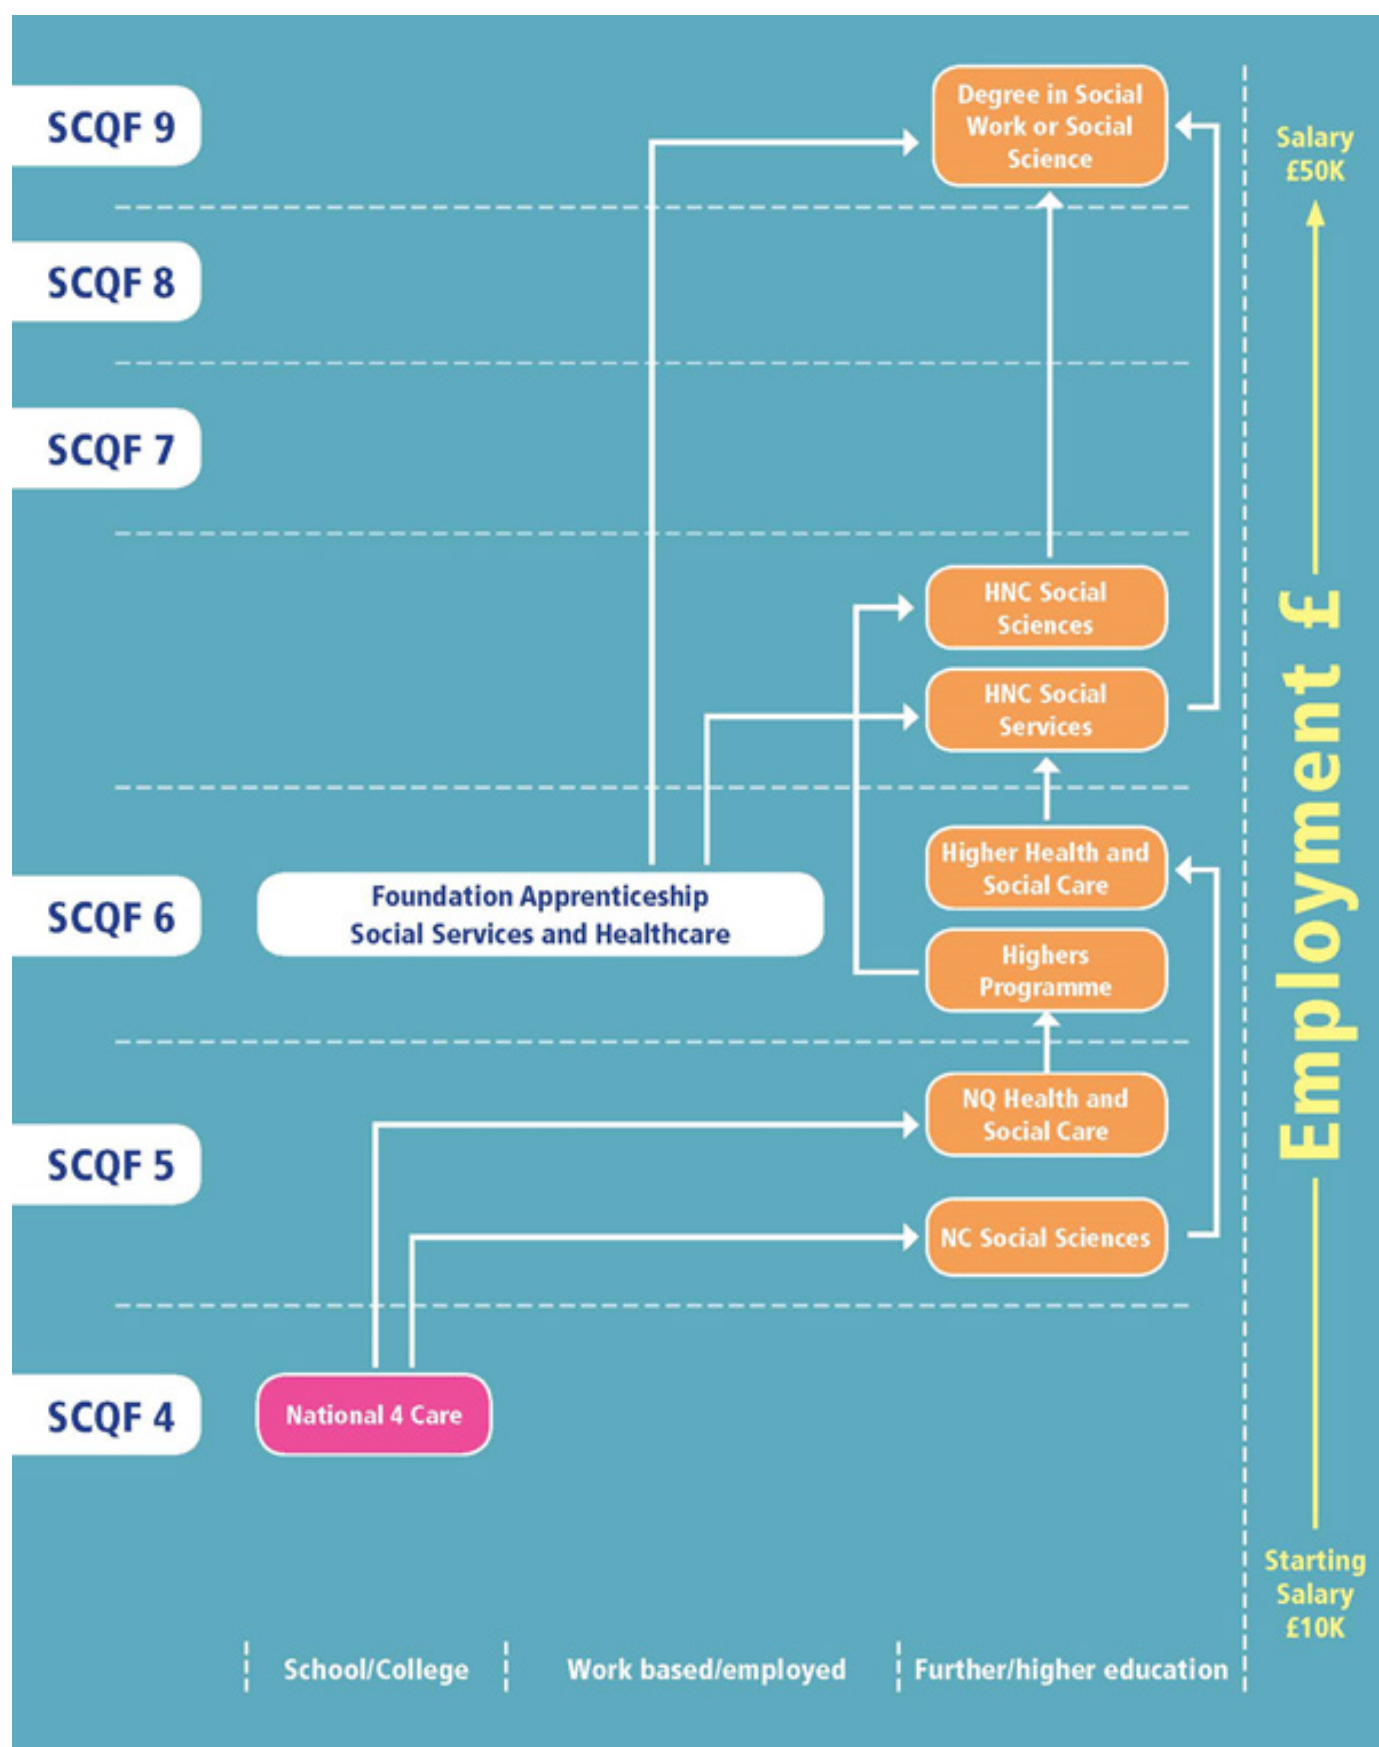 SCQF 9
Degree in Social
Work or Social
Science
Salary
£50K
SCQF 8
SCQF 7
HNC Social
Sciences
HNC Social
Services
Employment £
Higher Health and
Social Care
SCQF 6
Foundation Apprenticeship
Social Services and Healthcare
Highers
Programme
NQ Health and
Social Care
SCQF 5
NC Social Sciences
SCQF 4
National 4 Care
Starting
Salary
£10K
School/College
Work based/employed
Further/higher education